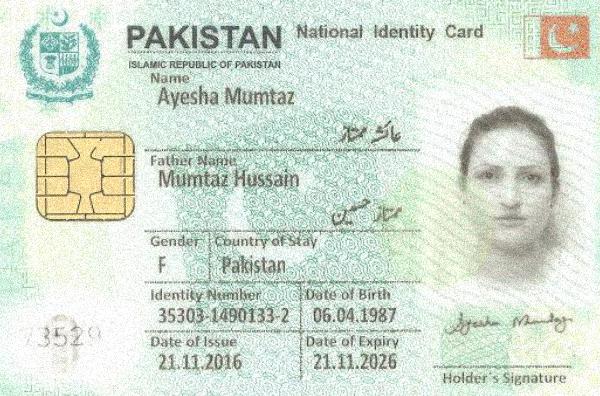 PAKISTAN National Identity Card
ISLAMIC REPUBLIC OF PAKISTAN
Name
Ayesha Mumtaz
عائشہ ممتاز
Father Name
Mumtaz Hussain
ممتاز حسین
Gender Country of Stay
F Pakistan
Identity Number Date of Birth
35303-1490133-2 06.04.1987
Date of Issue Date of Expiry
21.11.2016 21.11.2026
73529
Ayesha Mumtaz
Holder's Signature